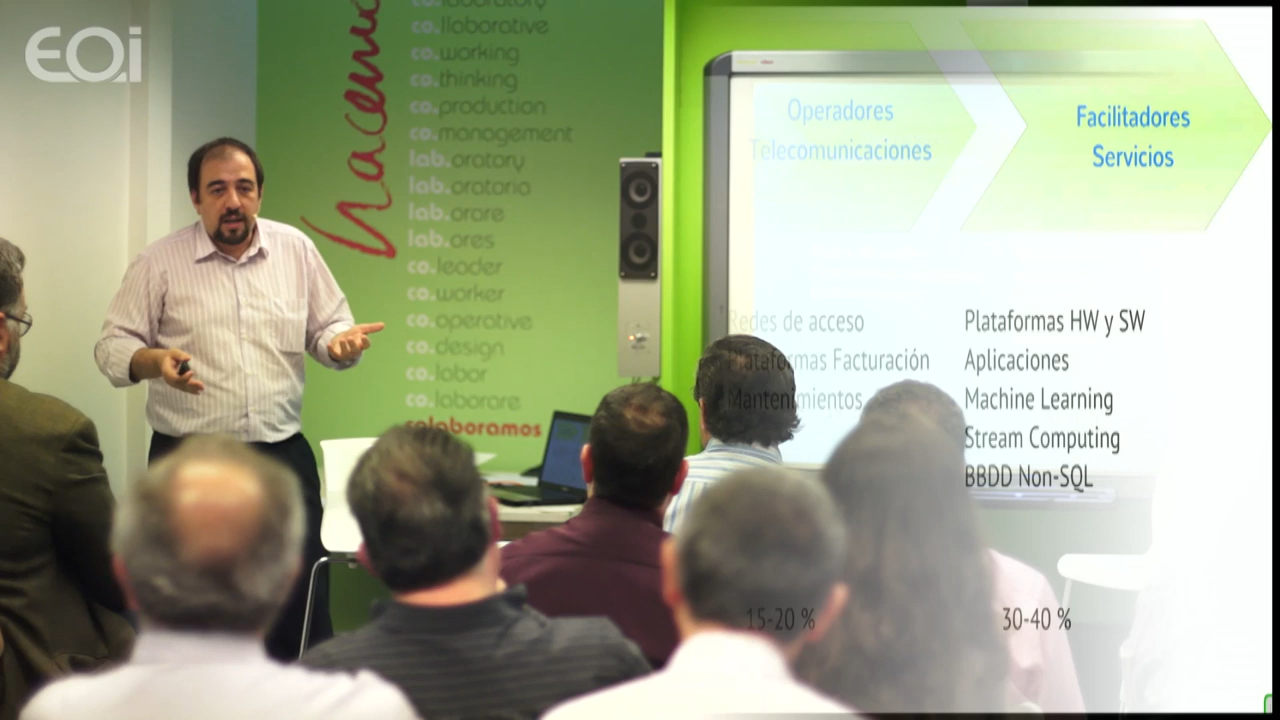 EOi
hacemos
co.laboratory
co.llaborative
co.working
co.thinking
co.production
co.management
lab.oratory
lab.oratoria
lab.orare
lab.ores
co.leader
co.worker
co.operative
co.design
co.labor
co.laborare
colaboramos
Operadores
Telecomunicaciones
Redes de acceso
Plataformas Facturación
Mantenimientos
15-20 %
Facilitadores
Servicios
Plataformas HW y SW
Aplicaciones
Machine Learning
Stream Computing
BBDD Non-SQL
30-40 %